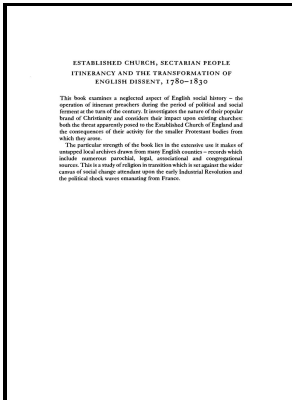 ESTABLISHED CHURCH, SECTARIAN PEOPLE
ITINERANCY AND THE TRANSFORMATION OF
ENGLISH DISSENT, 1780–1830
This book examines a neglected aspect of English social history – the
operation of itinerant preachers during the period of political and social
ferment at the turn of the century. It investigates the nature of their popular
brand of Christianity and considers their impact upon existing churches:
both the threat apparently posed to the Established Church of England and
the consequences of their activity for the smaller Protestant bodies from
which they arose.
The particular strength of the book lies in the extensive use it makes of
untapped local archives drawn from many English counties – records which
include numerous parochial, legal, associational and congregational
sources. This is a study of religion in transition which is set against the wider
canvas of social change attendant upon the early Industrial Revolution and
the political shock waves emanating from France.